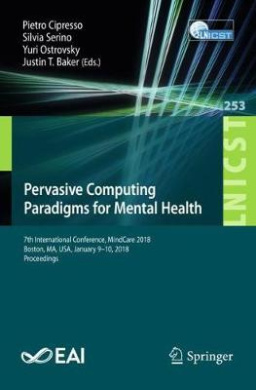 Pietro Cipresso
Silvia Serino
Yuri Ostrovsky
Justin T. Baker (Eds.)
LNICST
253
LNICST
Pervasive Computing
Paradigms for Mental Health
7th International Conference, MindCare 2018
Boston, MA, USA, January 9–10, 2018
Proceedings
EAI
Springer